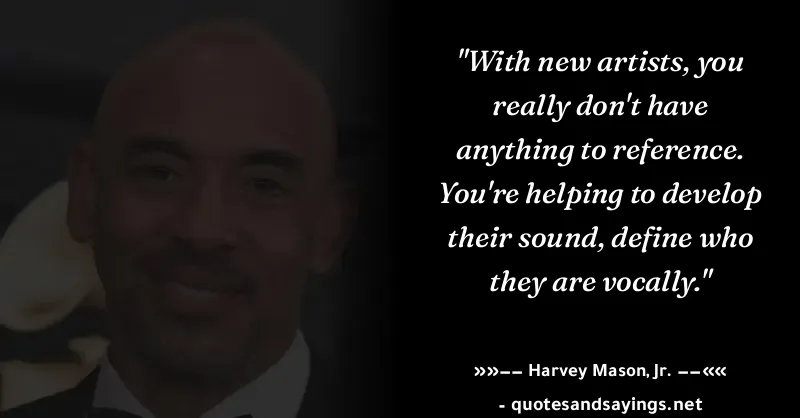 "With new artists, you
really don't have
anything to reference.
You're helping to develop
their sound, define who
they are vocally."
»»−− Harvey Mason, Jr. −−««
- quotesandsayings.net